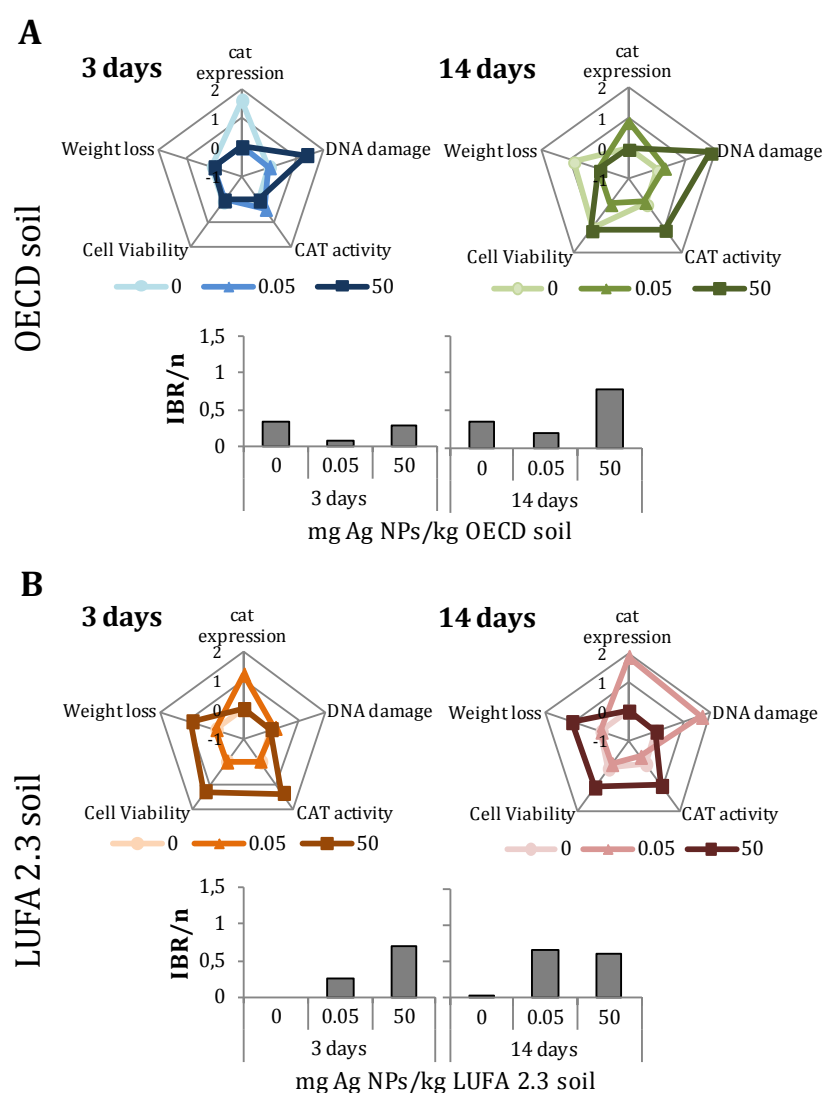 A
3 days
cat
expression
2
1
0
-1
Weight loss
DNA damage
Cell Viability
CAT activity
0
0.05
50
14 days
cat
expression
2
1
0
-1
Weight loss
DNA damage
Cell Viability
CAT activity
0
0.05
50
OECD soil
IBR/n
1,5
1
0,5
0
0
0.05
50
0
0.05
50
3 days
14 days
mg Ag NPs/kg OECD soil
B
3 days
cat
expression
2
1
0
-1
Weight loss
DNA damage
Cell Viability
CAT activity
0
0.05
50
14 days
cat
expression
2
1
0
-1
Weight loss
DNA damage
Cell Viability
CAT activity
0
0.05
50
LUFA 2.3 soil
IBR/n
1,5
1
0,5
0
0
0.05
50
0
0.05
50
3 days
14 days
mg Ag NPs/kg LUFA 2.3 soil